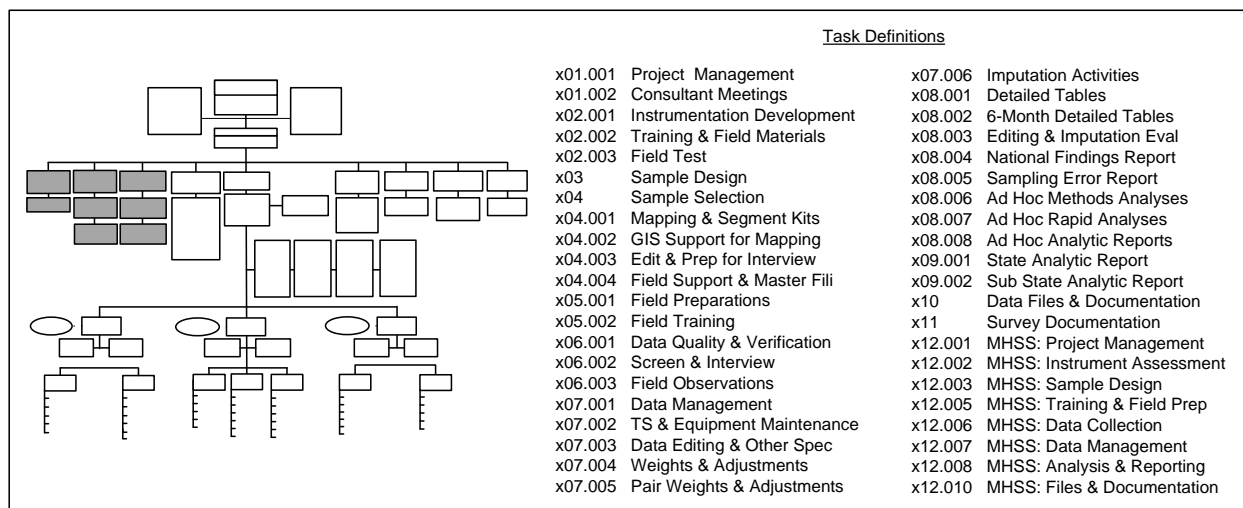 Task Definitions
x01.001 Project Management
x01.002 Consultant Meetings
x02.001 Instrumentation Development
x02.002 Training & Field Materials
x02.003 Field Test
x03 Sample Design
x04 Sample Selection
x04.001 Mapping & Segment Kits
x04.002 GIS Support for Mapping
x04.003 Edit & Prep for Interview
x04.004 Field Support & Master Fili
x05.001 Field Preparations
x05.002 Field Training
x06.001 Data Quality & Verification
x06.002 Screen & Interview
x06.003 Field Observations
x07.001 Data Management
x07.002 TS & Equipment Maintenance
x07.003 Data Editing & Other Spec
x07.004 Weights & Adjustments
x07.005 Pair Weights & Adjustments
x07.006 Imputation Activities
x08.001 Detailed Tables
x08.002 6-Month Detailed Tables
x08.003 Editing & Imputation Eval
x08.004 National Findings Report
x08.005 Sampling Error Report
x08.006 Ad Hoc Methods Analyses
x08.007 Ad Hoc Rapid Analyses
x08.008 Ad Hoc Analytic Reports
x09.001 State Analytic Report
x09.002 Sub State Analytic Report
x10 Data Files & Documentation
x11 Survey Documentation
x12.001 MHSS: Project Management
x12.002 MHSS: Instrument Assessment
x12.003 MHSS: Sample Design
x12.005 MHSS: Training & Field Prep
x12.006 MHSS: Data Collection
x12.007 MHSS: Data Management
x12.008 MHSS: Analysis & Reporting
x12.010 MHSS: Files & Documentation